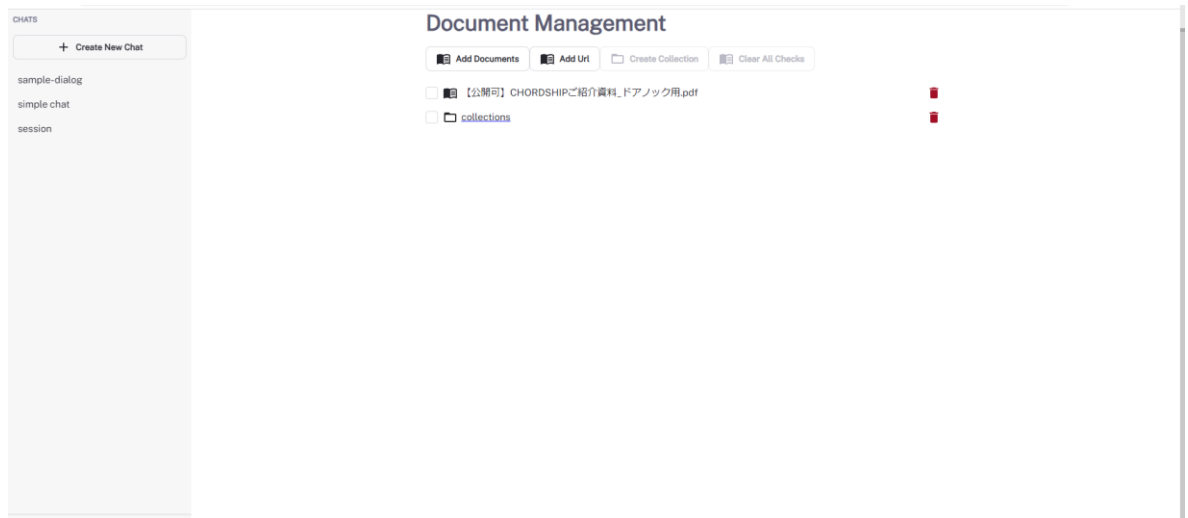 CHATS
Create New Chat
sample-dialog
simple chat
session
Document Management
Add Documents Add Url Create Collection Clear All Checks
【公開可】CHORDSHIPご紹介資料_ドアノック用.pdf
collections